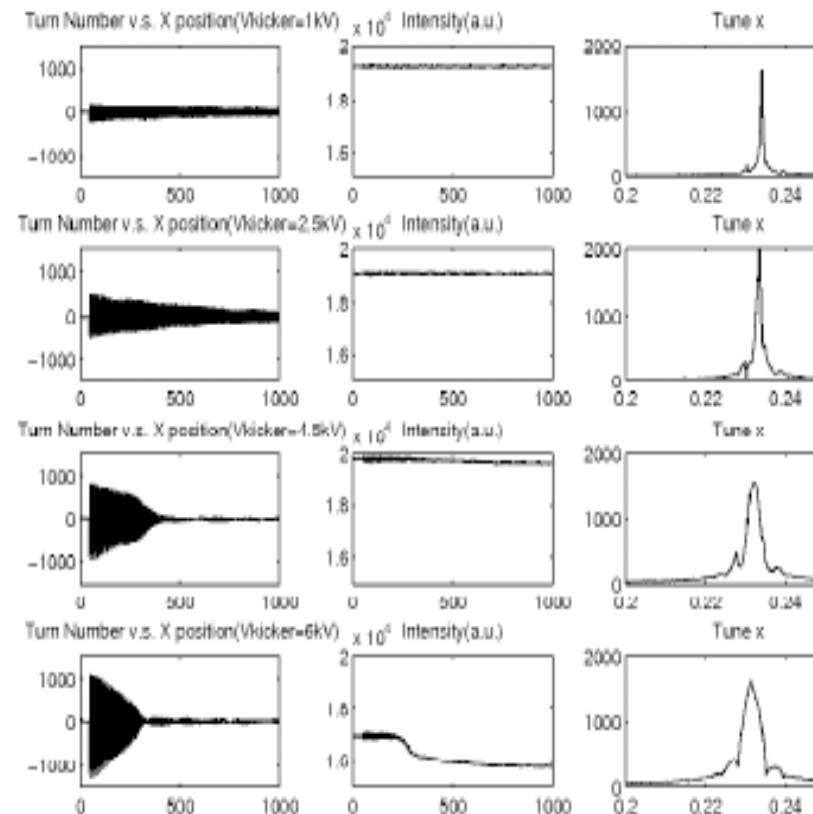 Turn Number v.s. X position(Vkicker=1kV) x 10^4 Intensity(a.u.) Tune x
1000 0 -1000 0 500 1000
2 1.8 1.6 0 500 1000
2000 1000 0 0.2 0.22 0.24
Turn Number v.s. X position(Vkicker=2.5kV) x 10^4 Intensity(a.u.) Tune x
1000 0 -1000 0 500 1000
2 1.8 1.6 0 500 1000
2000 1000 0 0.2 0.22 0.24
Turn Number v.s. X position(Vkicker=4.5kV) x 10^4 Intensity(a.u.) Tune x
1000 0 -1000 0 500 1000
2 1.8 1.6 0 500 1000
2000 1000 0 0.2 0.22 0.24
Turn Number v.s. X position(Vkicker=6kV) x 10^4 Intensity(a.u.) Tune x
1000 0 -1000 0 500 1000
2 1.8 1.6 0 500 1000
2000 1000 0 0.2 0.22 0.24